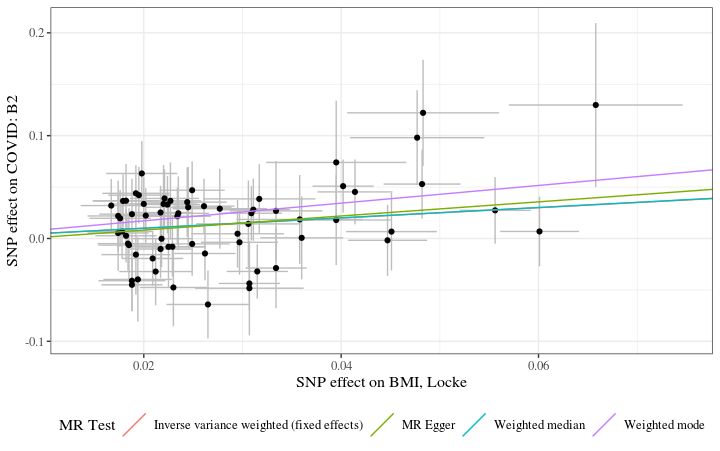 0.2
0.1
0.0
-0.1
SNP effect on COVID: B2
0.02 0.04 0.06
SNP effect on BMI, Locke
MR Test Inverse variance weighted (fixed effects) MR Egger Weighted median Weighted mode